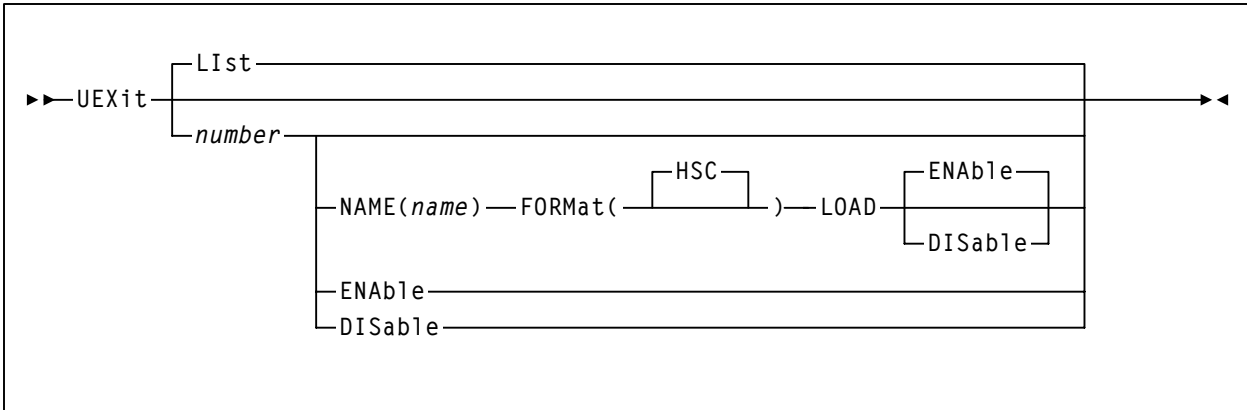 LIst
UEXit
number
HSC ENAble
NAME(name) FORMat( ) LOAD
DISable
ENAble
DISable